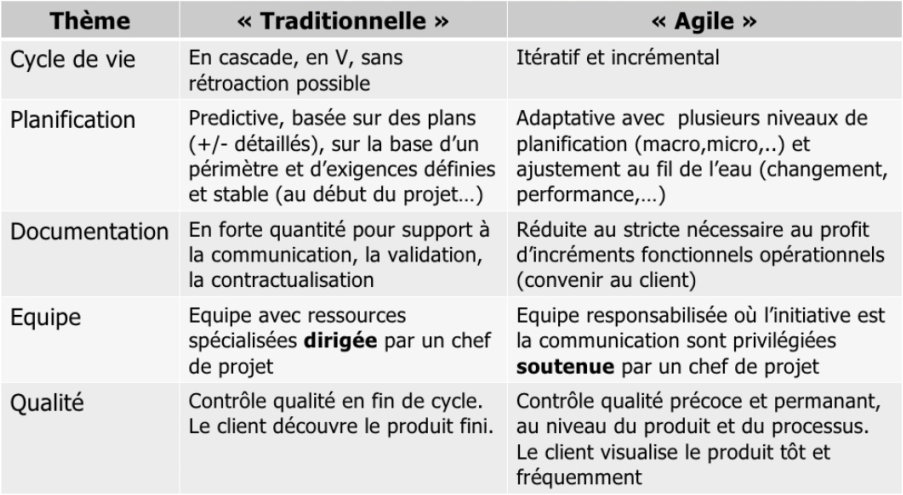 Thème « Traditionnelle » « Agile »
Cycle de vie
En cascade, en V, sans
rétroaction possible
Itératif et incrémental
Planification
Predictive, basée sur des plans
(+/- détaillés), sur la base d’un
périmètre et d’exigences définies
et stable (au début du projet…)
Adaptative avec  plusieurs niveaux de
planification (macro,micro,..) et
ajustement au fil de l’eau (changement,
performance,…)
Documentation
En forte quantité pour support à
la communication, la validation,
la contractualisation
Réduite au stricte nécessaire au profit
d’incréments fonctionnels opérationnels
(convenir au client)
Equipe
Equipe avec ressources
spécialisées dirigée par un chef
de projet
Equipe responsabilisée où l’initiative est
la communication sont privilégiées
soutenue par un chef de projet
Qualité
Contrôle qualité en fin de cycle.
Le client découvre le produit fini.
Contrôle qualité précoce et permanant,
au niveau du produit et du processus.
Le client visualise le produit tôt et
fréquemment